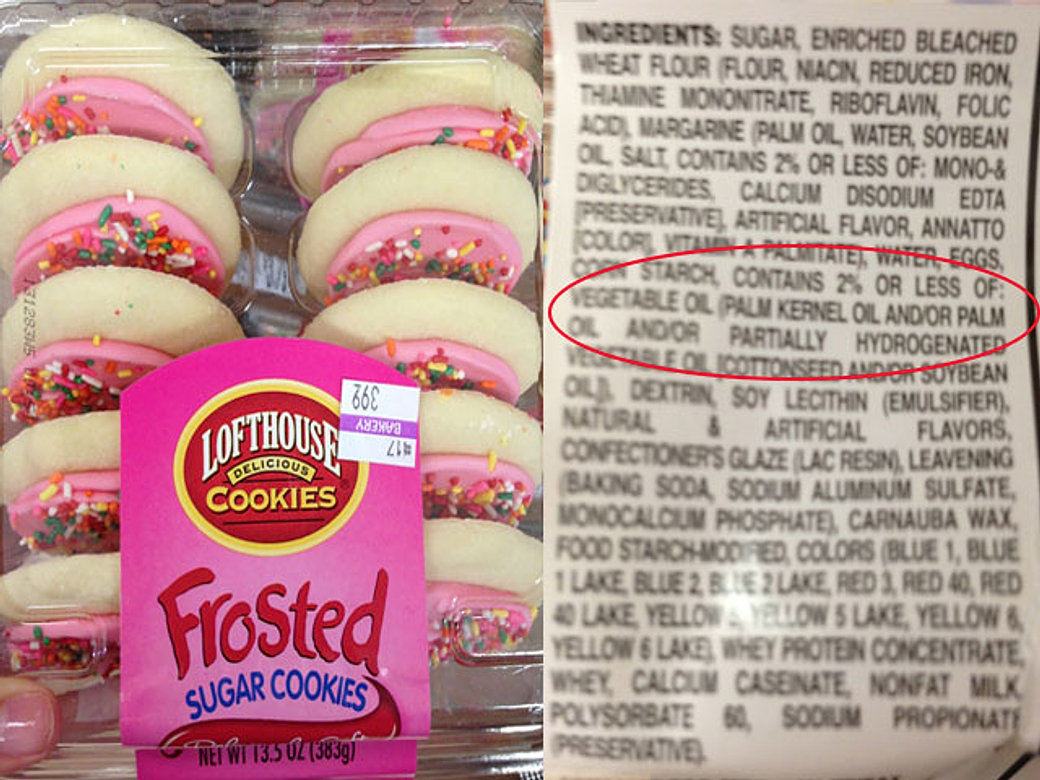 LOFTHOUSE
DELICIOUS
COOKIES
Frosted
SUGAR COOKIES
NET WT 13.5 OZ (383g)
#17
BAKERY
392
INGREDIENTS: SUGAR, ENRICHED BLEACHED
WHEAT FLOUR (FLOUR, NIACIN, REDUCED IRON,
THIAMINE MONONITRATE, RIBOFLAVIN, FOLIC
ACID), MARGARINE (PALM OIL, WATER, SOYBEAN
OIL, SALT, CONTAINS 2% OR LESS OF: MONO-&
DIGLYCERIDES, CALCIUM DISODIUM EDTA
[PRESERVATIVE], ARTIFICIAL FLAVOR, ANNATTO
[COLOR], VITAMIN A PALMITATE), WATER, EGGS,
CORN STARCH, CONTAINS 2% OR LESS OF:
VEGETABLE OIL (PALM KERNEL OIL AND/OR PALM
OIL AND/OR PARTIALLY HYDROGENATED
VEGETABLE OIL [COTTONSEED AND/OR SOYBEAN
OIL]), DEXTRIN, SOY LECITHIN (EMULSIFIER),
NATURAL & ARTIFICIAL FLAVORS,
CONFECTIONER'S GLAZE (LAC RESIN), LEAVENING
(BAKING SODA, SODIUM ALUMINUM SULFATE,
MONOCALCIUM PHOSPHATE), CARNAUBA WAX,
FOOD STARCH-MODIFIED, COLORS (BLUE 1, BLUE
1 LAKE, BLUE 2, BLUE 2 LAKE, RED 3, RED 40, RED
40 LAKE, YELLOW 5, YELLOW 5 LAKE, YELLOW 6,
YELLOW 6 LAKE), WHEY PROTEIN CONCENTRATE,
WHEY, CALCIUM CASEINATE, NONFAT MILK,
POLYSORBATE 60, SODIUM PROPIONATE
(PRESERVATIVE).